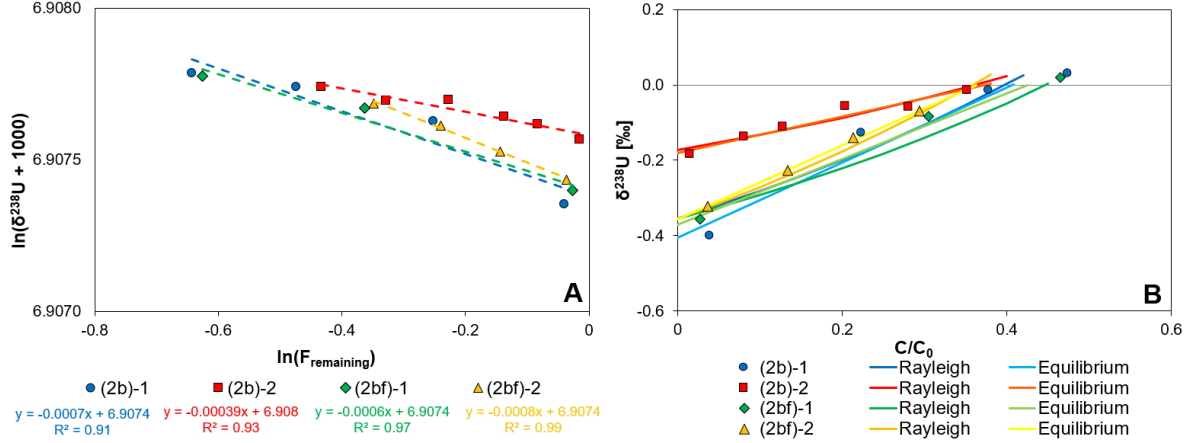 6.9080
6.9075
6.9070
ln(δ²³⁸U + 1000)
-0.8
-0.6
-0.4
-0.2
0
ln(Fremaining)
A
(2b)-1
(2b)-2
(2bf)-1
(2bf)-2
y = -0.0007x + 6.9074
R² = 0.91
y = -0.00039x + 6.908
R² = 0.93
y = -0.0006x + 6.9074
R² = 0.97
y = -0.0008x + 6.9074
R² = 0.99
0.2
0.0
-0.2
-0.4
-0.6
δ²³⁸U [‰]
0
0.2
0.4
0.6
C/C₀
B
(2b)-1 Rayleigh Equilibrium
(2b)-2 Rayleigh Equilibrium
(2bf)-1 Rayleigh Equilibrium
(2bf)-2 Rayleigh Equilibrium